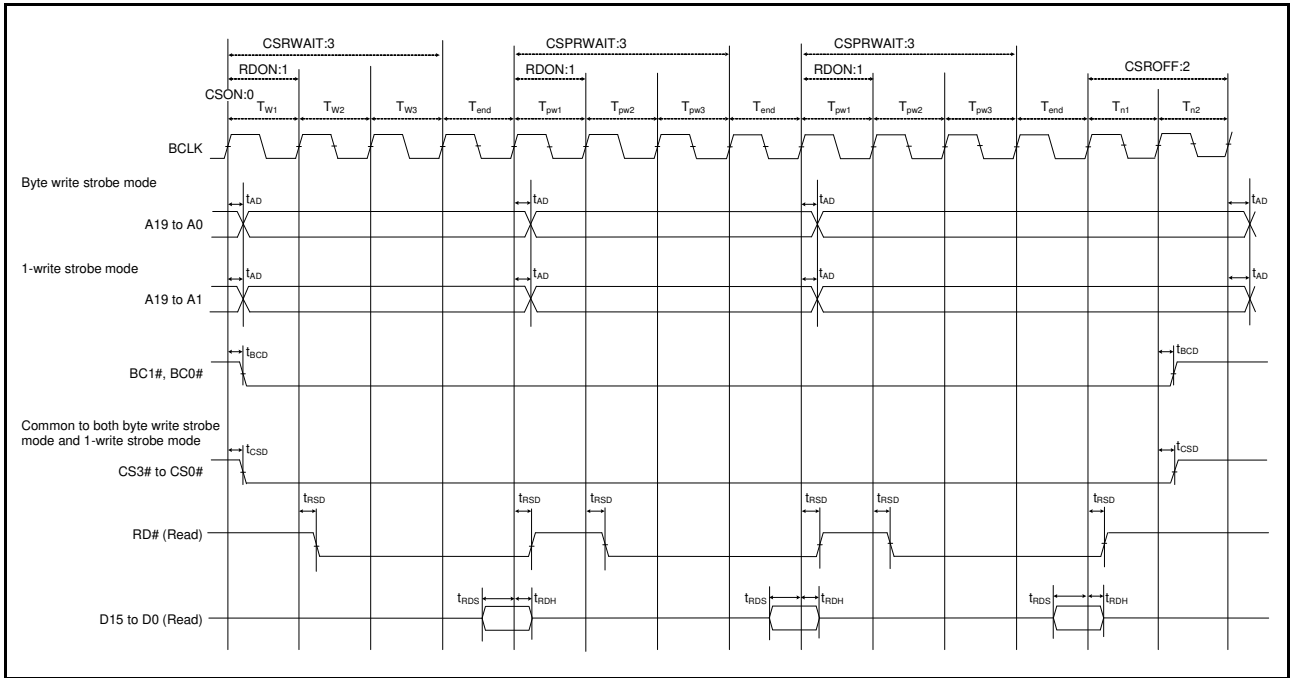 CSRWAIT:3 CSPRWAIT:3 CSPRWAIT:3
RDON:1 RDON:1 RDON:1 CSROFF:2
CSON:0
TW1 TW2 TW3 Tend Tpw1 Tpw2 Tpw3 Tend Tpw1 Tpw2 Tpw3 Tend Tn1 Tn2
BCLK
Byte write strobe mode
tAD tAD tAD tAD
A19 to A0
1-write strobe mode
tAD tAD tAD tAD
A19 to A1
tBCD tBCD
BC1#, BC0#
Common to both byte write strobe
mode and 1-write strobe mode
tCSD tCSD
CS3# to CS0#
tRSD tRSD tRSD tRSD tRSD tRSD
RD# (Read)
tRDS tRDH tRDS tRDH tRDS tRDH
D15 to D0 (Read)